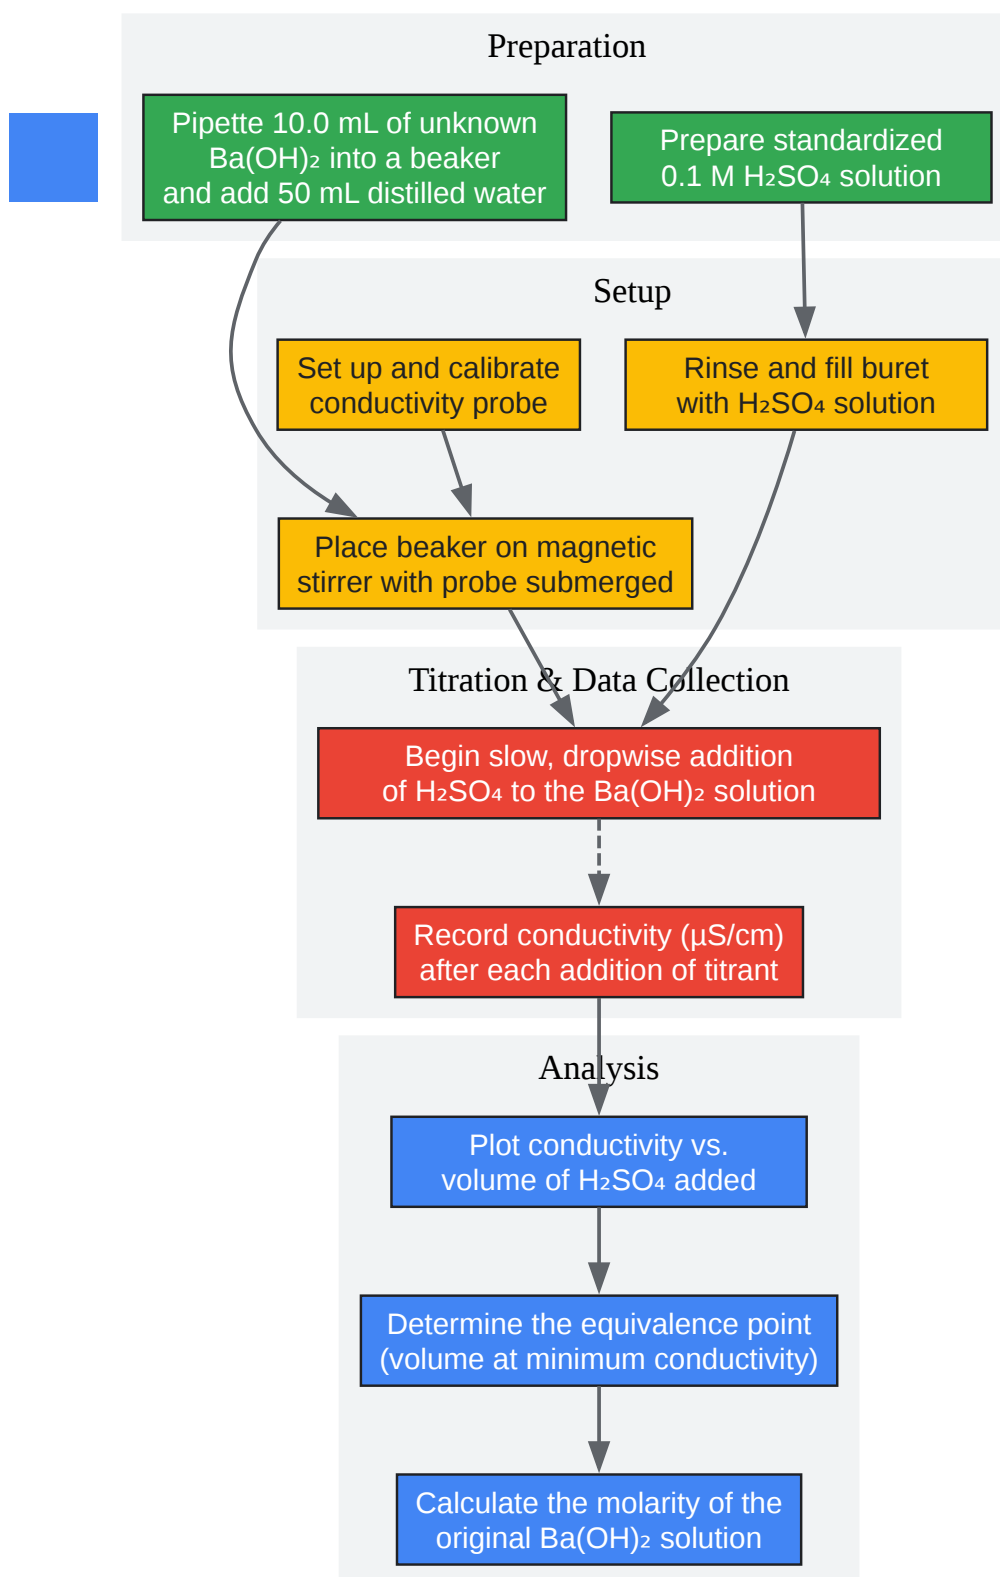 Preparation
Pipette 10.0 mL of unknown
Ba(OH)₂ into a beaker
and add 50 mL distilled water
Prepare standardized
0.1 M H₂SO₄ solution
Setup
Set up and calibrate
conductivity probe
Rinse and fill buret
with H₂SO₄ solution
Place beaker on magnetic
stirrer with probe submerged
Titration & Data Collection
Begin slow, dropwise addition
of H₂SO₄ to the Ba(OH)₂ solution
Record conductivity (µS/cm)
after each addition of titrant
Analysis
Plot conductivity vs.
volume of H₂SO₄ added
Determine the equivalence point
(volume at minimum conductivity)
Calculate the molarity of the
original Ba(OH)₂ solution